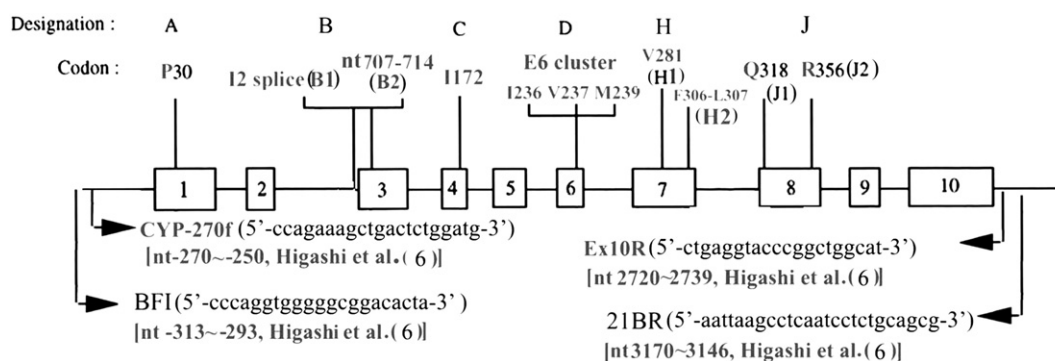 Designation : A B C D H J
Codon : P30 I2 splice(B1) nt707-714 (B2) I172 E6 cluster V281 (H1) Q318 (J1) R356(J2)
I236 V237 M239 F306-L307 (H2)
1 2 3 4 5 6 7 8 9 10
CYP-270f (5’-ccagaaagctgactctggatg-3’)
[nt-270~-250, Higashi et al.(6)]
BFI(5’-cccaggtgggggcggacacta-3’)
[nt -313~-293, Higashi et al.(6)]
Ex10R(5’-ctgaggtacccggctggcat-3’)
[nt 2720~2739, Higashi et al.(6)]
21BR(5’-aattaagcctcaatcctctgcagcg-3’)
[nt3170~3146, Higashi et al.(6)]